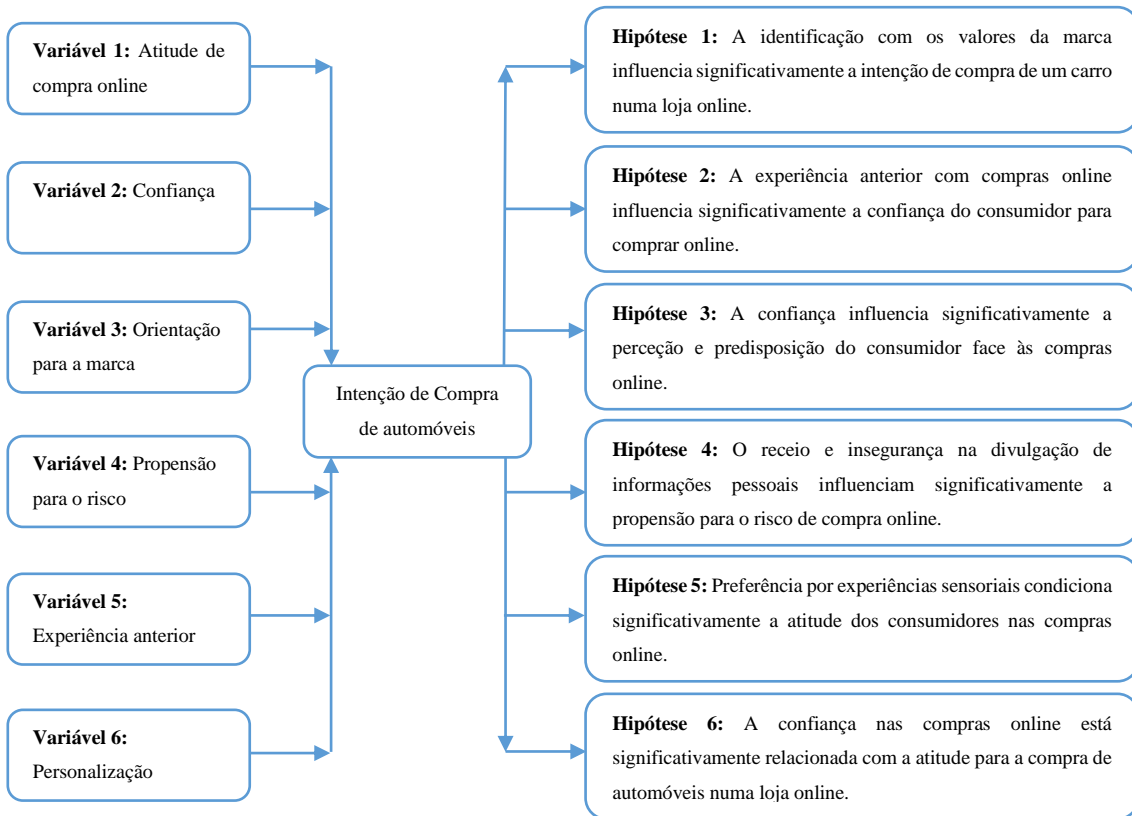 Variável 1: Atitude de
compra online
Variável 2: Confiança
Variável 3: Orientação
para a marca
Variável 4: Propensão
para o risco
Variável 5:
Experiência anterior
Variável 6:
Personalização
Intenção de Compra
de automóveis
Hipótese 1: A identificação com os valores da marca
influencia significativamente a intenção de compra de um carro
numa loja online.
Hipótese 2: A experiência anterior com compras online
influencia significativamente a confiança do consumidor para
comprar online.
Hipótese 3: A confiança influencia significativamente a
perceção e predisposição do consumidor face às compras
online.
Hipótese 4: O receio e insegurança na divulgação de
informações pessoais influenciam significativamente a
propensão para o risco de compra online.
Hipótese 5: Preferência por experiências sensoriais condiciona
significativamente a atitude dos consumidores nas compras
online.
Hipótese 6: A confiança nas compras online está
significativamente relacionada com a atitude para a compra de
automóveis numa loja online.